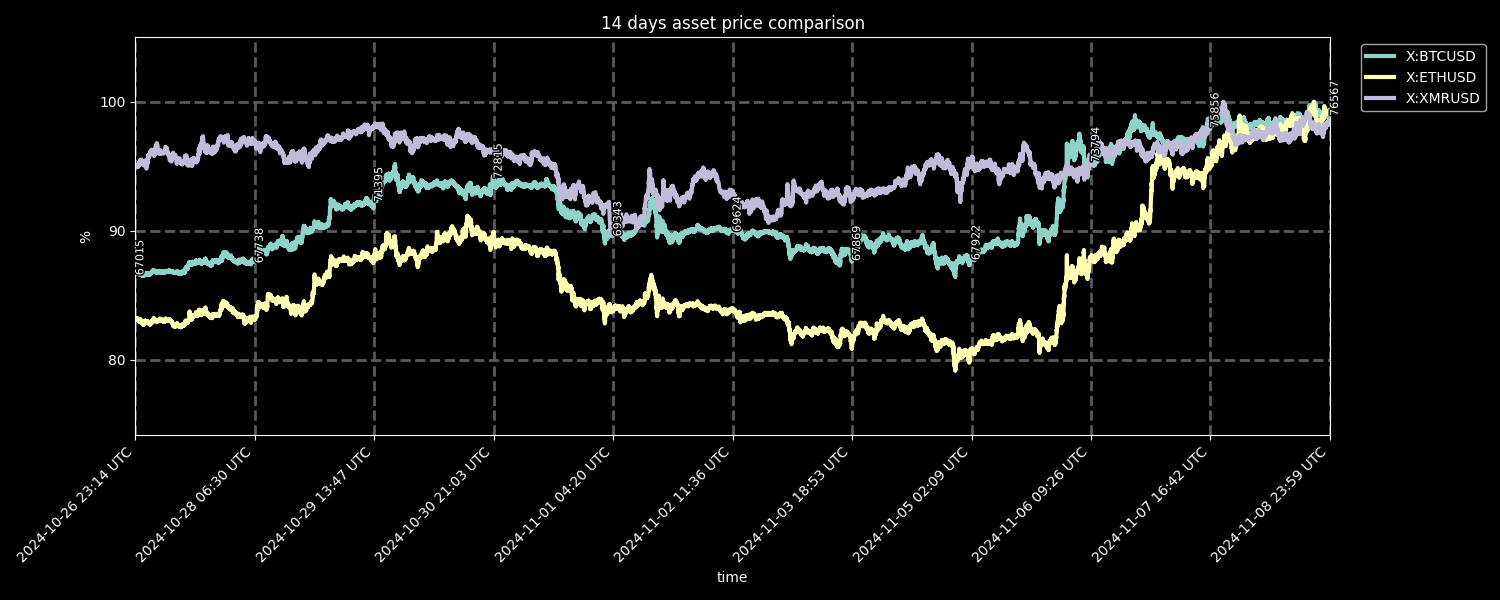 14 days asset price comparison
X:BTCUSD
X:ETHUSD
X:XMRUSD
100
90
80
%
67015
67738
71395
72815
69343
69624
67869
67922
73794
75856
76567
2024-10-26 23:14 UTC
2024-10-28 06:30 UTC
2024-10-29 13:47 UTC
2024-10-30 21:03 UTC
2024-11-01 04:20 UTC
2024-11-02 11:36 UTC
2024-11-03 18:53 UTC
2024-11-05 02:09 UTC
2024-11-06 09:26 UTC
2024-11-07 16:42 UTC
2024-11-08 23:59 UTC
time